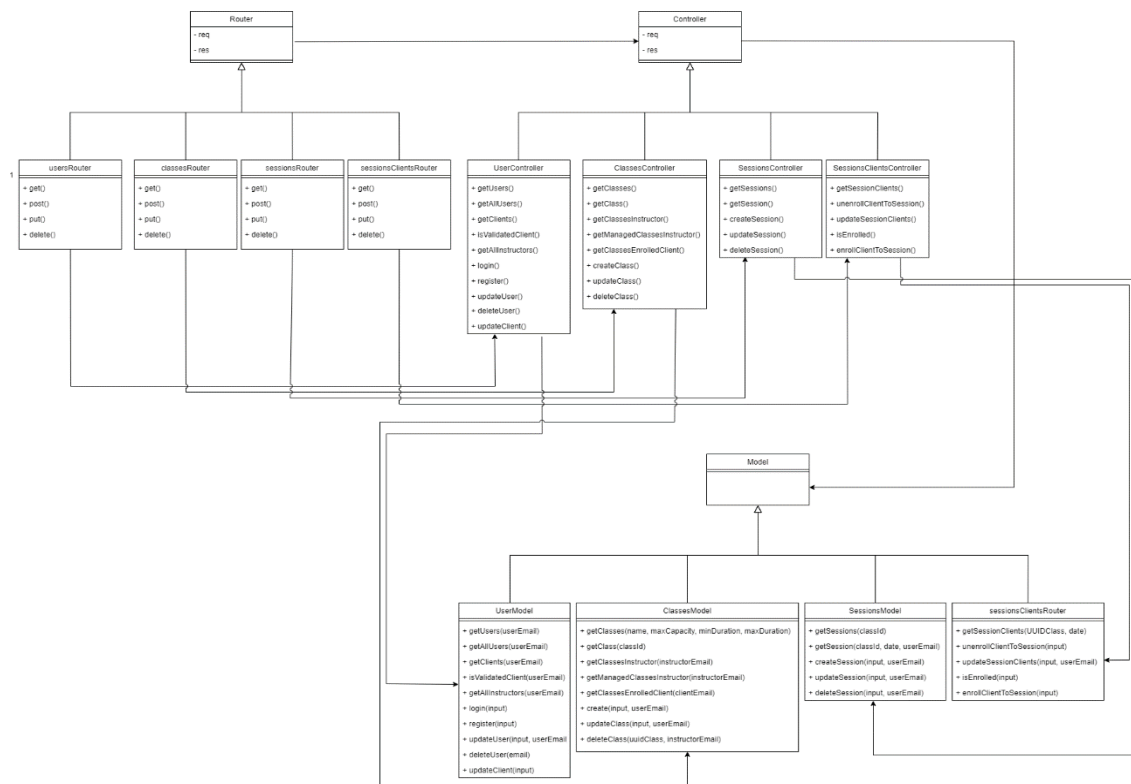 Router
- req
- res
Controller
- req
- res
1
usersRouter
+ get()
+ post()
+ put()
+ delete()
classesRouter
+ get()
+ post()
+ put()
+ delete()
sessionsRouter
+ get()
+ post()
+ put()
+ delete()
sessionsClientsRouter
+ get()
+ post()
+ put()
+ delete()
UserController
+ getUsers()
+ getAllUsers()
+ getClients()
+ isValidatedClient()
+ getAllInstructors()
+ login()
+ register()
+ updateUser()
+ deleteUser()
+ updateClient()
ClassesController
+ getClasses()
+ getClass()
+ getClassesInstructor()
+ getManagedClassesInstructor()
+ getClassesEnrolledClient()
+ createClass()
+ updateClass()
+ deleteClass()
SessionsController
+ getSessions()
+ getSession()
+ createSession()
+ updateSession()
+ deleteSession()
SessionsClientsController
+ getSessionClients()
+ unenrollClientToSession()
+ updateSessionClients()
+ isEnrolled()
+ enrollClientToSession()
Model
UserModel
+ getUsers(userEmail)
+ getAllUsers(userEmail)
+ getClients(userEmail)
+ isValidatedClient(userEmail)
+ getAllInstructors(userEmail)
+ login(input)
+ register(input)
+ updateUser(input, userEmail
+ deleteUser(email)
+ updateClient(input)
ClassesModel
+ getClasses(name, maxCapacity, minDuration, maxDuration)
+ getClass(classId)
+ getClassesInstructor(instructorEmail)
+ getManagedClassesInstructor(instructorEmail)
+ getClassesEnrolledClient(clientEmail)
+ create(input, userEmail)
+ updateClass(input, userEmail)
+ deleteClass(uuidClass, instructorEmail)
SessionsModel
+ getSessions(classId)
+ getSession(classId, date, userEmail)
+ createSession(input, userEmail)
+ updateSession(input, userEmail)
+ deleteSession(input, userEmail)
sessionsClientsRouter
+ getSessionClients(UUIDClass, date)
+ unenrollClientToSession(input)
+ updateSessionClients(input, userEmail)
+ isEnrolled(input)
+ enrollClientToSession(input)